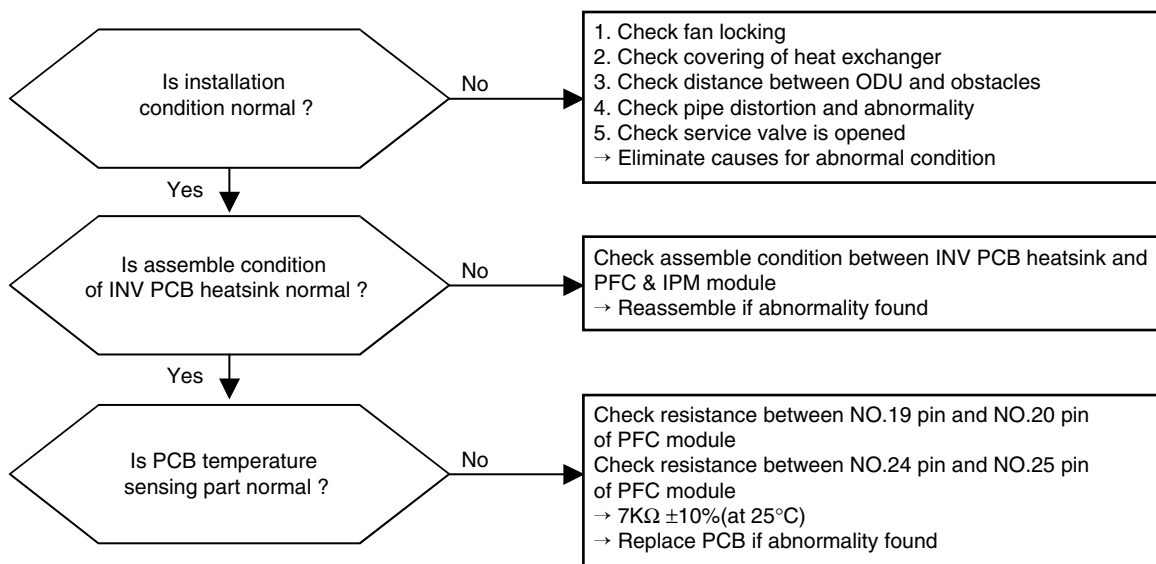 Is installation
condition normal ?
No
1. Check fan locking
2. Check covering of heat exchanger
3. Check distance between ODU and obstacles
4. Check pipe distortion and abnormality
5. Check service valve is opened
→ Eliminate causes for abnormal condition
Yes
Is assemble condition
of INV PCB heatsink normal ?
No
Check assemble condition between INV PCB heatsink and
PFC & IPM module
→ Reassemble if abnormality found
Yes
Is PCB temperature
sensing part normal ?
No
Check resistance between NO.19 pin and NO.20 pin
of PFC module
Check resistance between NO.24 pin and NO.25 pin
of PFC module
→ 7KΩ ±10%(at 25°C)
→ Replace PCB if abnormality found